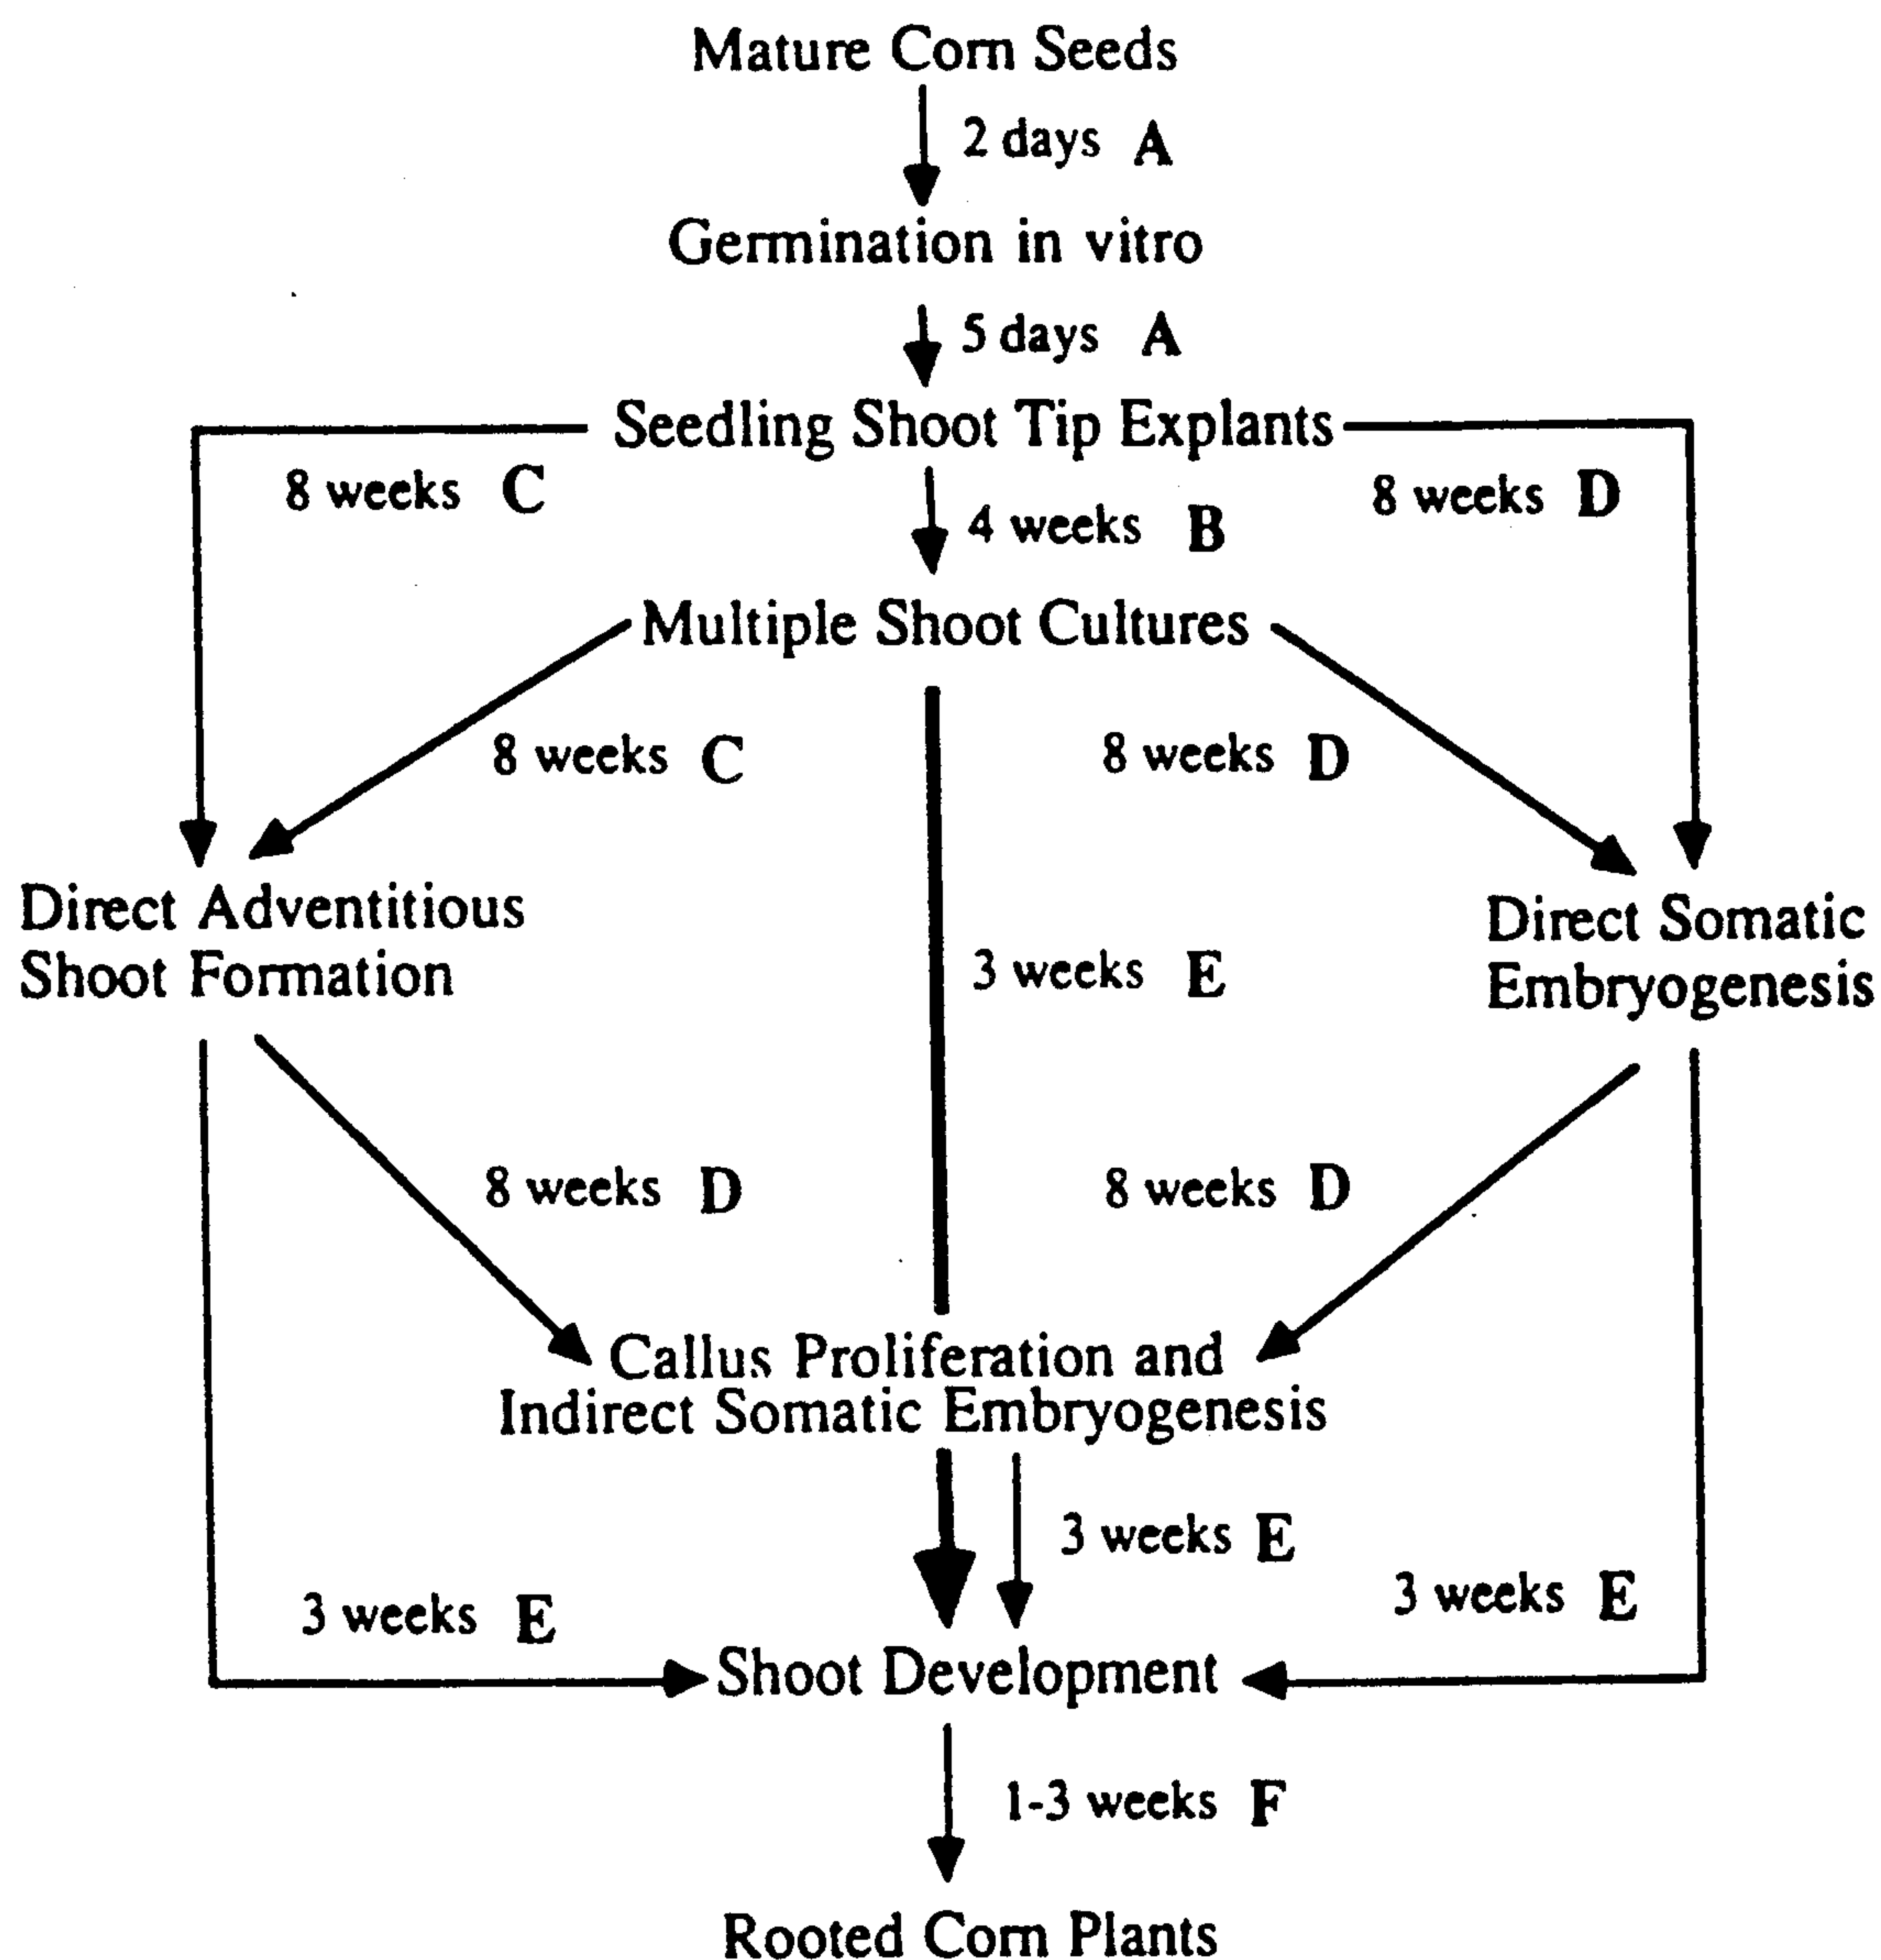 Mature Corn Seeds
2 days A
Germination in vitro
5 days A
Seedling Shoot Tip Explants
8 weeks C
4 weeks B
8 weeks D
Multiple Shoot Cultures
8 weeks C
8 weeks D
Direct Adventitious
Shoot Formation
3 weeks E
Direct Somatic
Embryogenesis
8 weeks D
8 weeks D
Callus Proliferation and
Indirect Somatic Embryogenesis
3 weeks E
3 weeks E
3 weeks E
Shoot Development
1-3 weeks F
Rooted Corn Plants